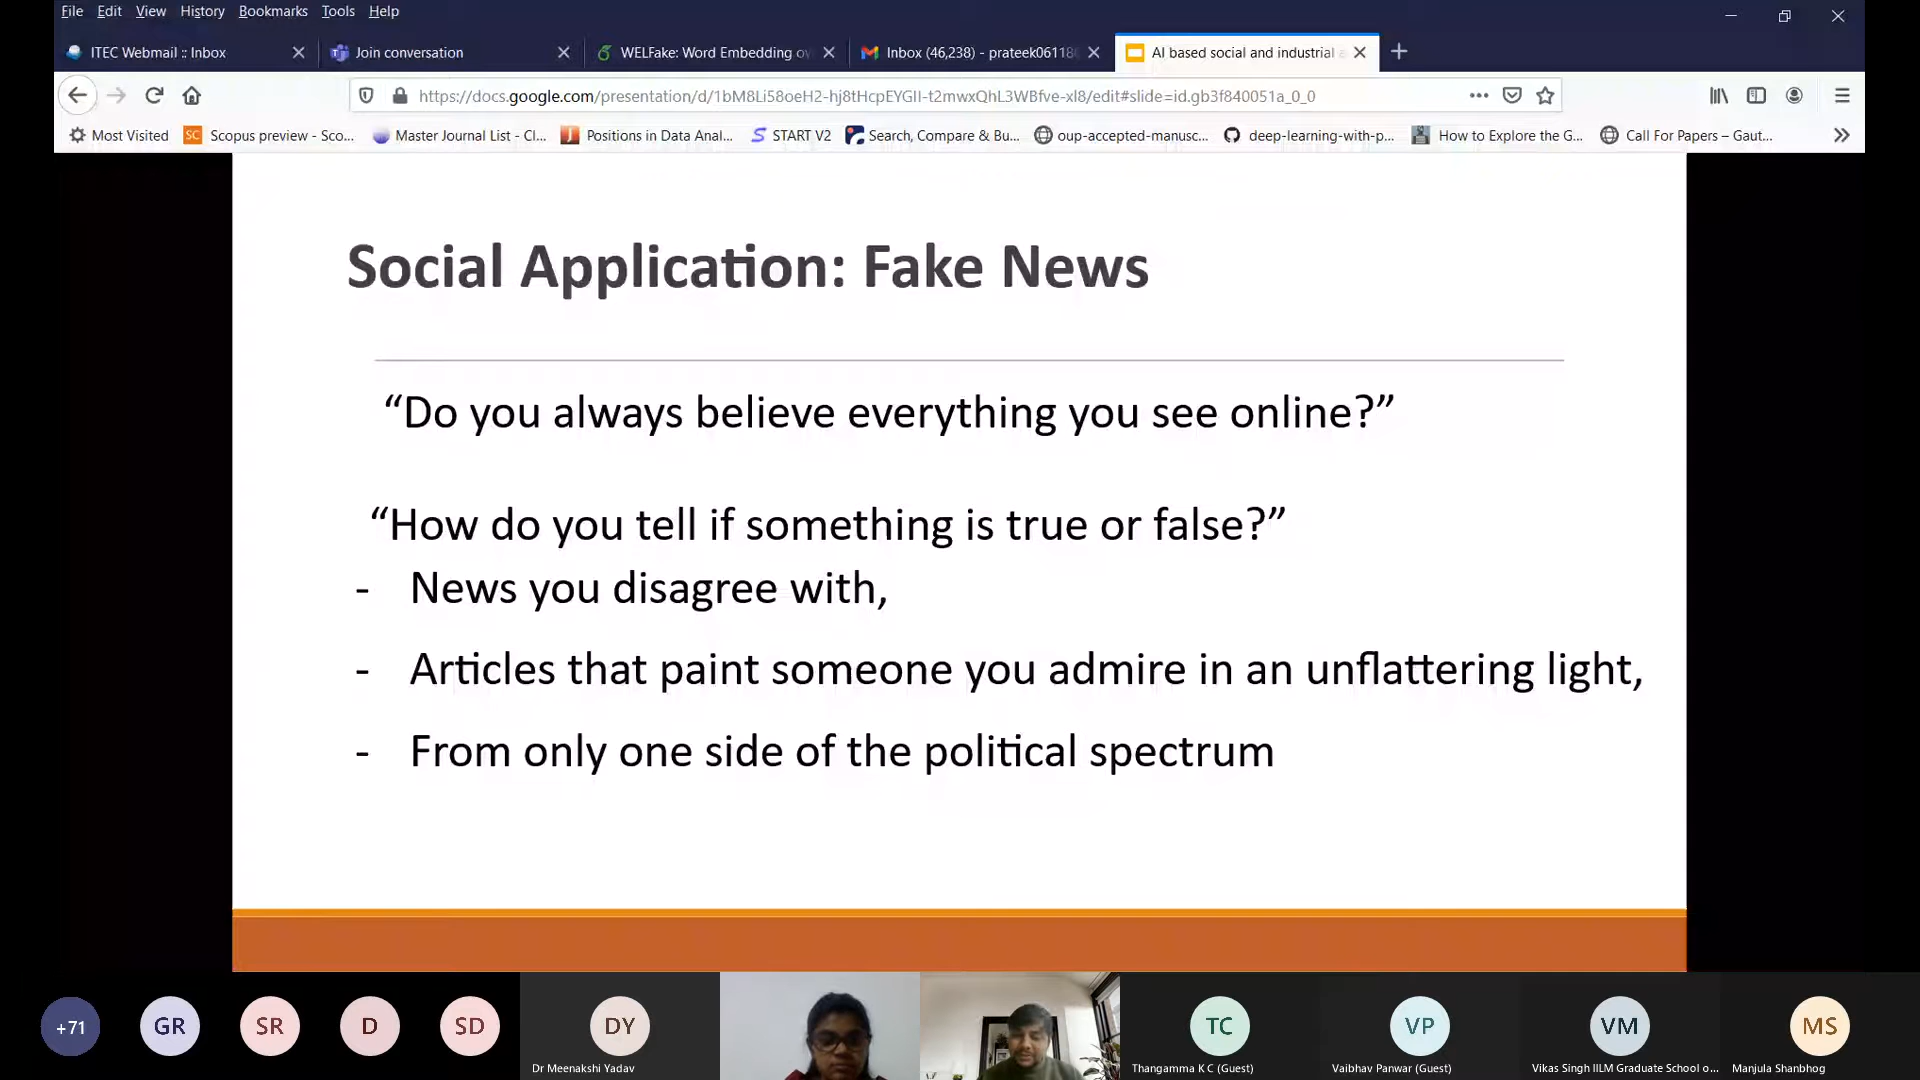 File Edit View History Bookmarks Tools Help
ITEC Webmail :: Inbox
Join conversation
WELFake: Word Embedding ov
Inbox (46,238) - prateek06118
AI based social and industrial a
https://docs.google.com/presentation/d/1bM8Li58oeH2-hj8tHcpEYGII-t2mwxQhL3WBfve-xI8/edit#slide=id.gb3f840051a_0_0
Most Visited
SC
Scopus preview - Sco...
Master Journal List - Cl...
Positions in Data Anal...
START V2
Search, Compare & Bu...
oup-accepted-manusc...
deep-learning-with-p...
How to Explore the G...
Call For Papers – Gaut...
Social Application: Fake News
“Do you always believe everything you see online?”
“How do you tell if something is true or false?”
- News you disagree with,
- Articles that paint someone you admire in an unflattering light,
- From only one side of the political spectrum
+71
GR
SR
D
SD
DY
Dr Meenakshi Yadav
TC
Thangamma K C (Guest)
VP
Vaibhav Panwar (Guest)
VM
Vikas Singh IILM Graduate School o...
MS
Manjula Shanbhog